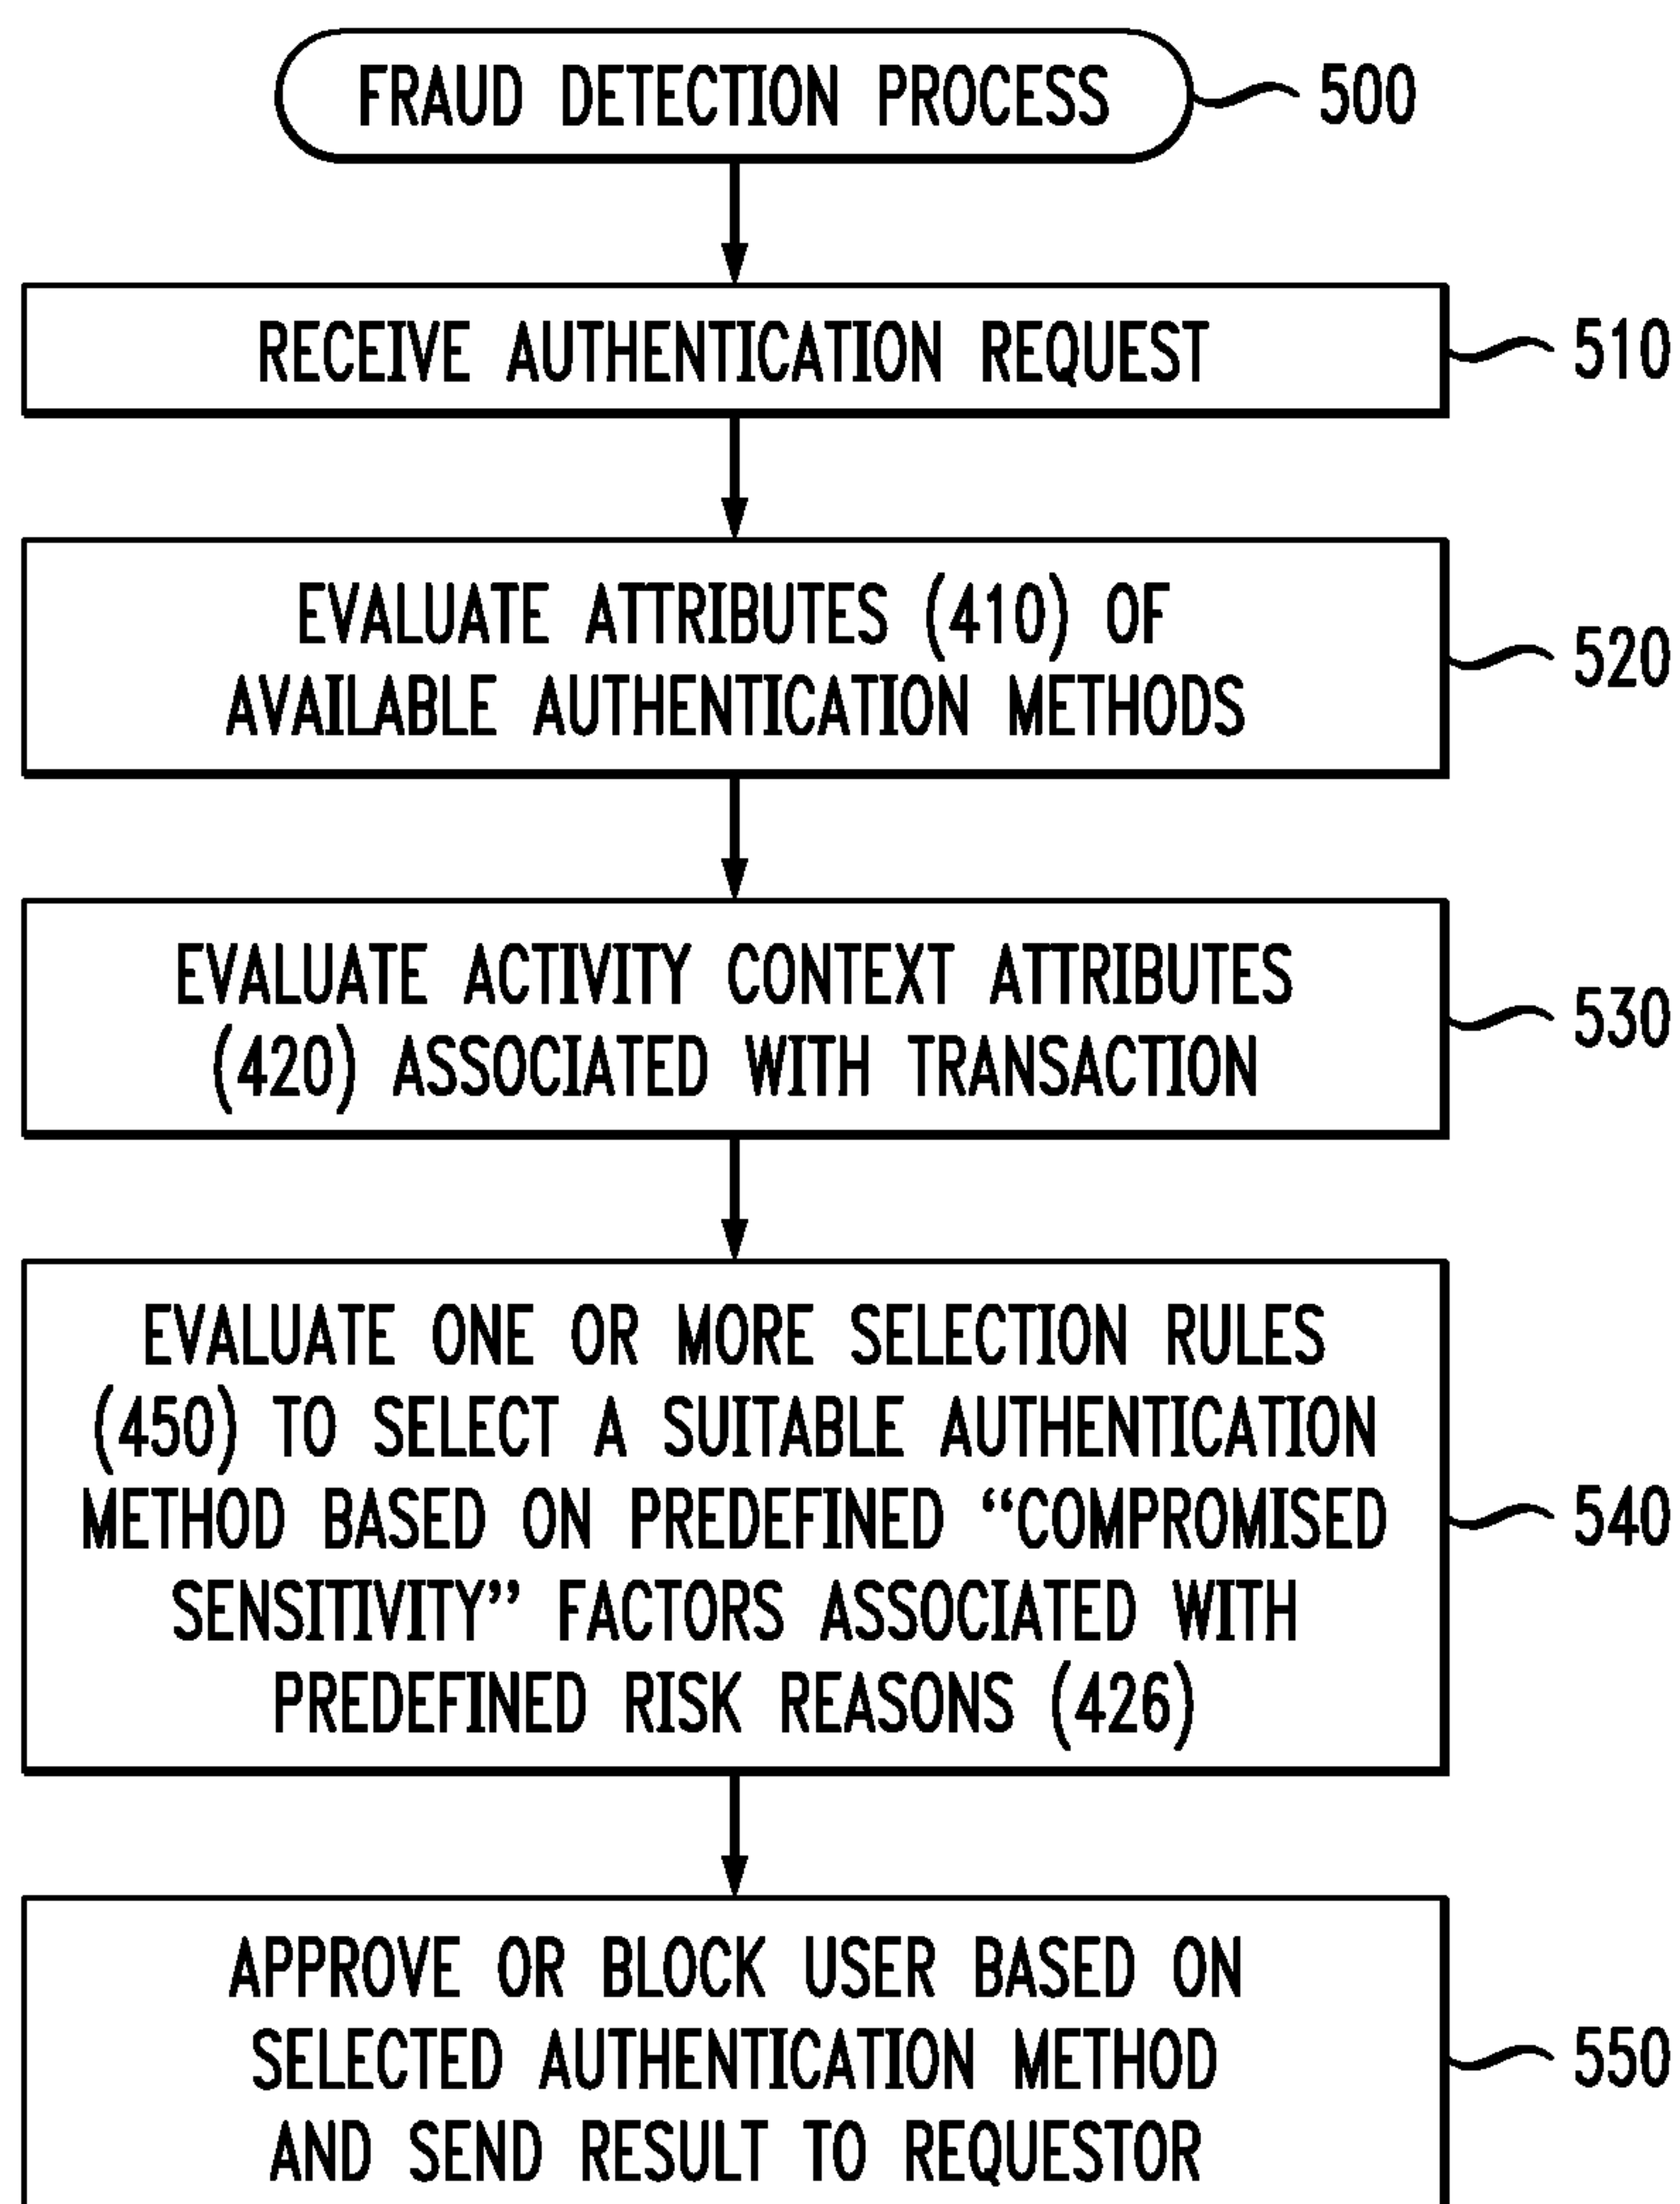 FRAUD DETECTION PROCESS
500
RECEIVE AUTHENTICATION REQUEST
510
EVALUATE ATTRIBUTES (410) OF
AVAILABLE AUTHENTICATION METHODS
520
EVALUATE ACTIVITY CONTEXT ATTRIBUTES
(420) ASSOCIATED WITH TRANSACTION
530
EVALUATE ONE OR MORE SELECTION RULES
(450) TO SELECT A SUITABLE AUTHENTICATION
METHOD BASED ON PREDEFINED “COMPROMISED
SENSITIVITY” FACTORS ASSOCIATED WITH
PREDEFINED RISK REASONS (426)
540
APPROVE OR BLOCK USER BASED ON
SELECTED AUTHENTICATION METHOD
AND SEND RESULT TO REQUESTOR
550